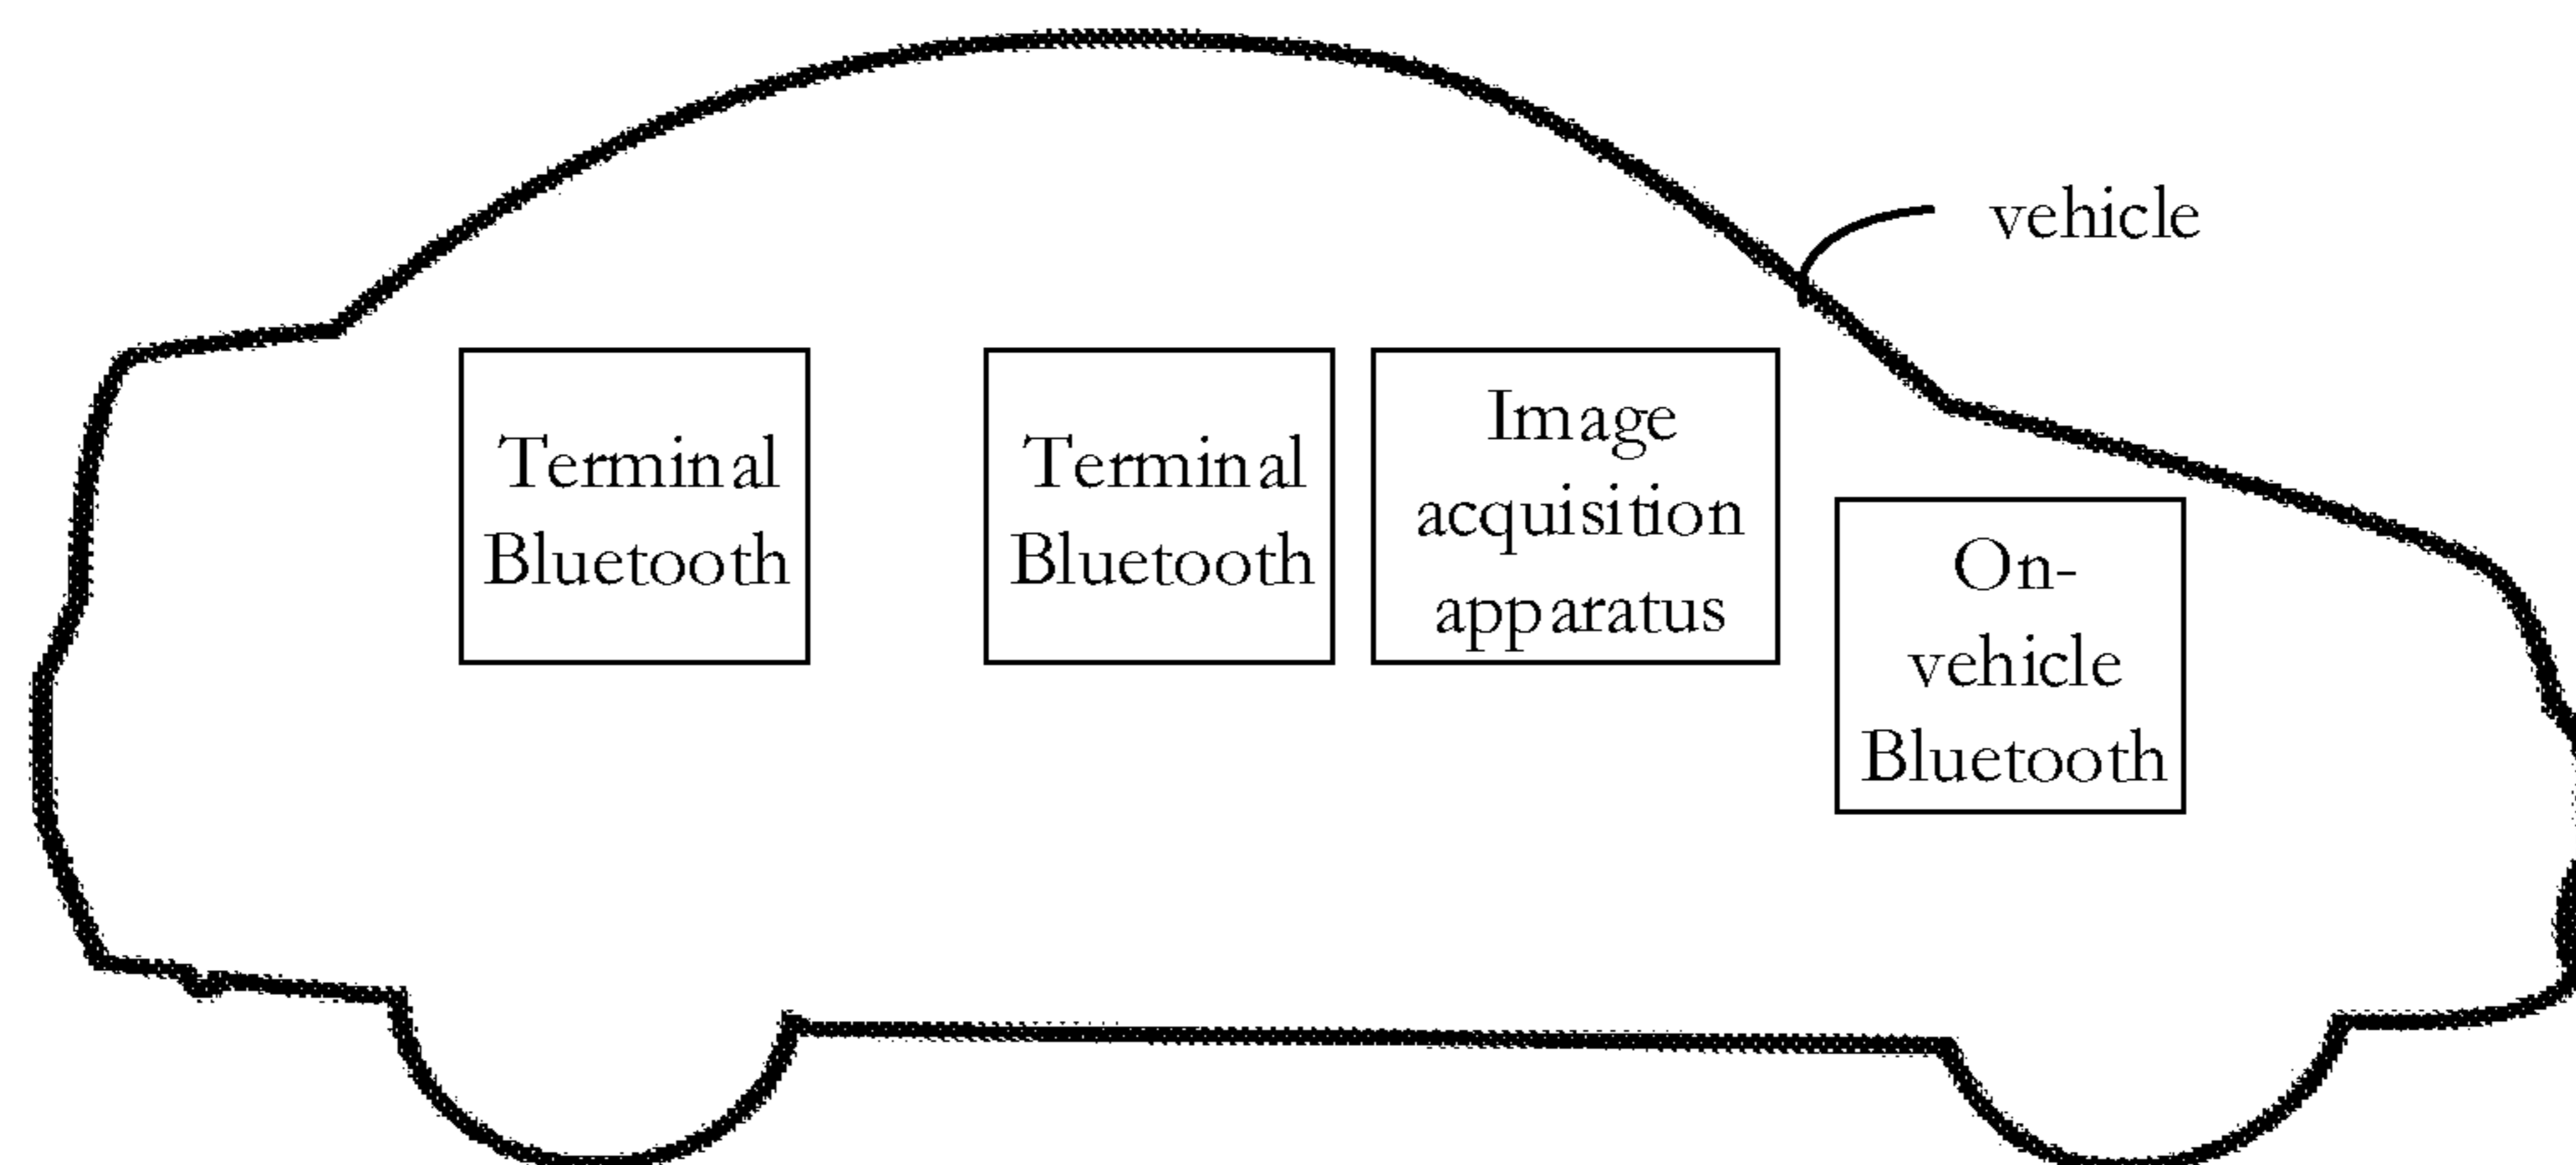 vehicle
Terminal
Bluetooth
Terminal
Bluetooth
Image
acquisition
apparatus
On-
vehicle
Bluetooth